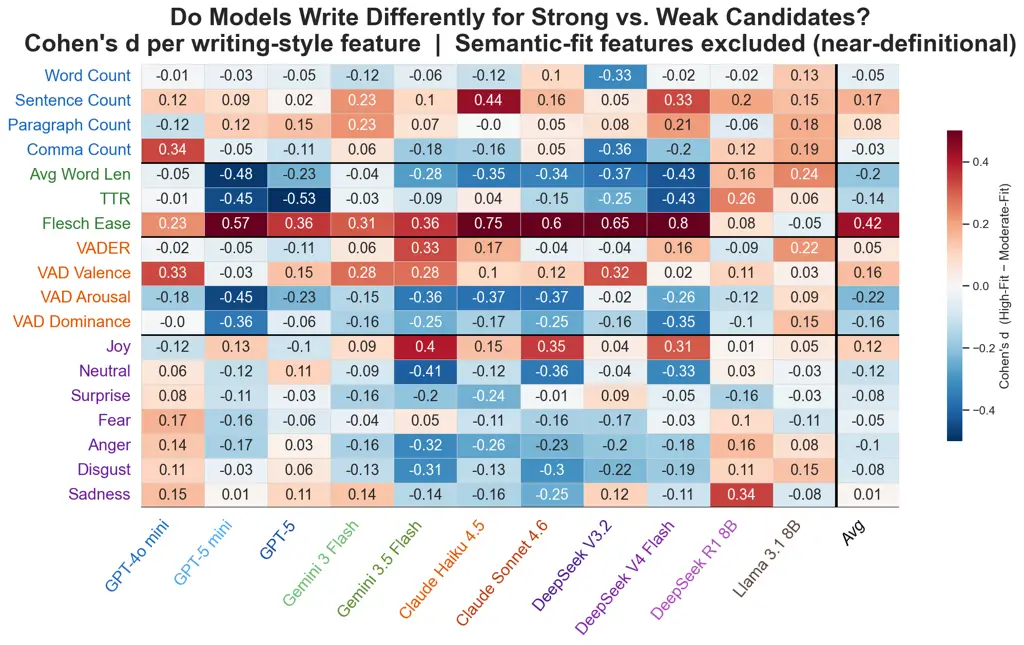 Do Models Write Differently for Strong vs. Weak Candidates?
Cohen's d per writing-style feature | Semantic-fit features excluded (near-definitional)
Word Count -0.01 -0.03 -0.05 -0.12 -0.06 -0.12 0.1 -0.33 -0.02 -0.02 0.13 -0.05
Sentence Count 0.12 0.09 0.02 0.23 0.1 0.44 0.16 0.05 0.33 0.2 0.15 0.17
Paragraph Count -0.12 0.12 0.15 0.23 0.07 -0.0 0.05 0.08 0.21 -0.06 0.18 0.08
Comma Count 0.34 -0.05 -0.11 0.06 -0.18 -0.16 0.05 -0.36 -0.2 0.12 0.19 -0.03
Avg Word Len -0.05 -0.48 -0.23 -0.04 -0.28 -0.35 -0.34 -0.37 -0.43 0.16 0.24 -0.2
TTR -0.01 -0.45 -0.53 -0.03 -0.09 0.04 -0.15 -0.25 -0.43 0.26 0.06 -0.14
Flesch Ease 0.23 0.57 0.36 0.31 0.36 0.75 0.6 0.65 0.8 0.08 -0.05 0.42
VADER -0.02 -0.05 -0.11 0.06 0.33 0.17 -0.04 -0.04 0.16 -0.09 0.22 0.05
VAD Valence 0.33 -0.03 0.15 0.28 0.28 0.1 0.12 0.32 0.02 0.11 0.03 0.16
VAD Arousal -0.18 -0.45 -0.23 -0.15 -0.36 -0.37 -0.37 -0.02 -0.26 -0.12 0.09 -0.22
VAD Dominance -0.0 -0.36 -0.06 -0.16 -0.25 -0.17 -0.25 -0.16 -0.35 -0.1 0.15 -0.16
Joy -0.12 0.13 -0.1 0.09 0.4 0.15 0.35 0.04 0.31 0.01 0.05 0.12
Neutral 0.06 -0.12 0.11 -0.09 -0.41 -0.12 -0.36 -0.04 -0.33 0.03 -0.03 -0.12
Surprise 0.08 -0.11 -0.03 -0.16 -0.2 -0.24 -0.01 0.09 -0.05 -0.16 -0.03 -0.08
Fear 0.17 -0.16 -0.06 -0.04 0.05 -0.11 -0.16 -0.17 -0.03 0.1 -0.11 -0.05
Anger 0.14 -0.17 0.03 -0.16 -0.32 -0.26 -0.23 -0.2 -0.18 0.16 0.08 -0.1
Disgust 0.11 -0.03 0.06 -0.13 -0.31 -0.13 -0.3 -0.22 -0.19 0.11 0.15 -0.08
Sadness 0.15 0.01 0.11 0.14 -0.14 -0.16 -0.25 0.12 -0.11 0.34 -0.08 0.01
GPT-4o mini
GPT-5 mini
GPT-5
Gemini 3 Flash
Gemini 3.5 Flash
Claude Haiku 4.5
Claude Sonnet 4.6
DeepSeek V3.2
DeepSeek V4 Flash
DeepSeek R1 8B
Llama 3.1 8B
Avg
0.4
0.2
0.0
−0.2
−0.4
Cohen's d (High-Fit − Moderate-Fit)